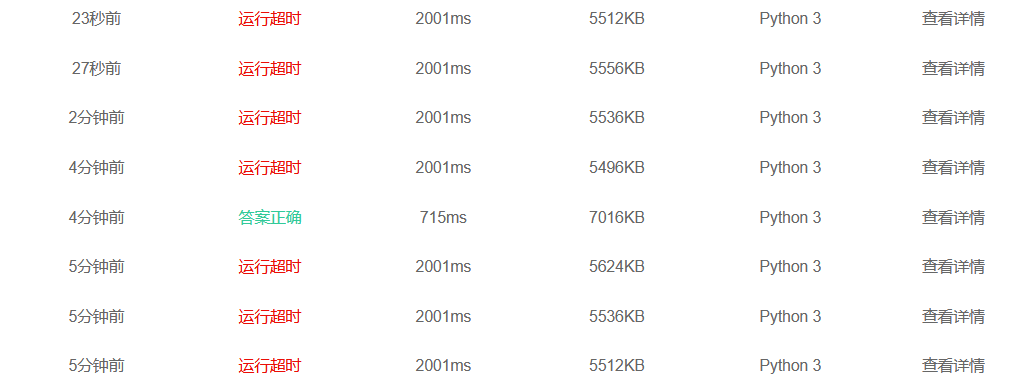 23秒前 运行超时 2001ms 5512KB Python 3 查看详情
27秒前 运行超时 2001ms 5556KB Python 3 查看详情
2分钟前 运行超时 2001ms 5536KB Python 3 查看详情
4分钟前 运行超时 2001ms 5496KB Python 3 查看详情
4分钟前 答案正确 715ms 7016KB Python 3 查看详情
5分钟前 运行超时 2001ms 5624KB Python 3 查看详情
5分钟前 运行超时 2001ms 5536KB Python 3 查看详情
5分钟前 运行超时 2001ms 5512KB Python 3 查看详情